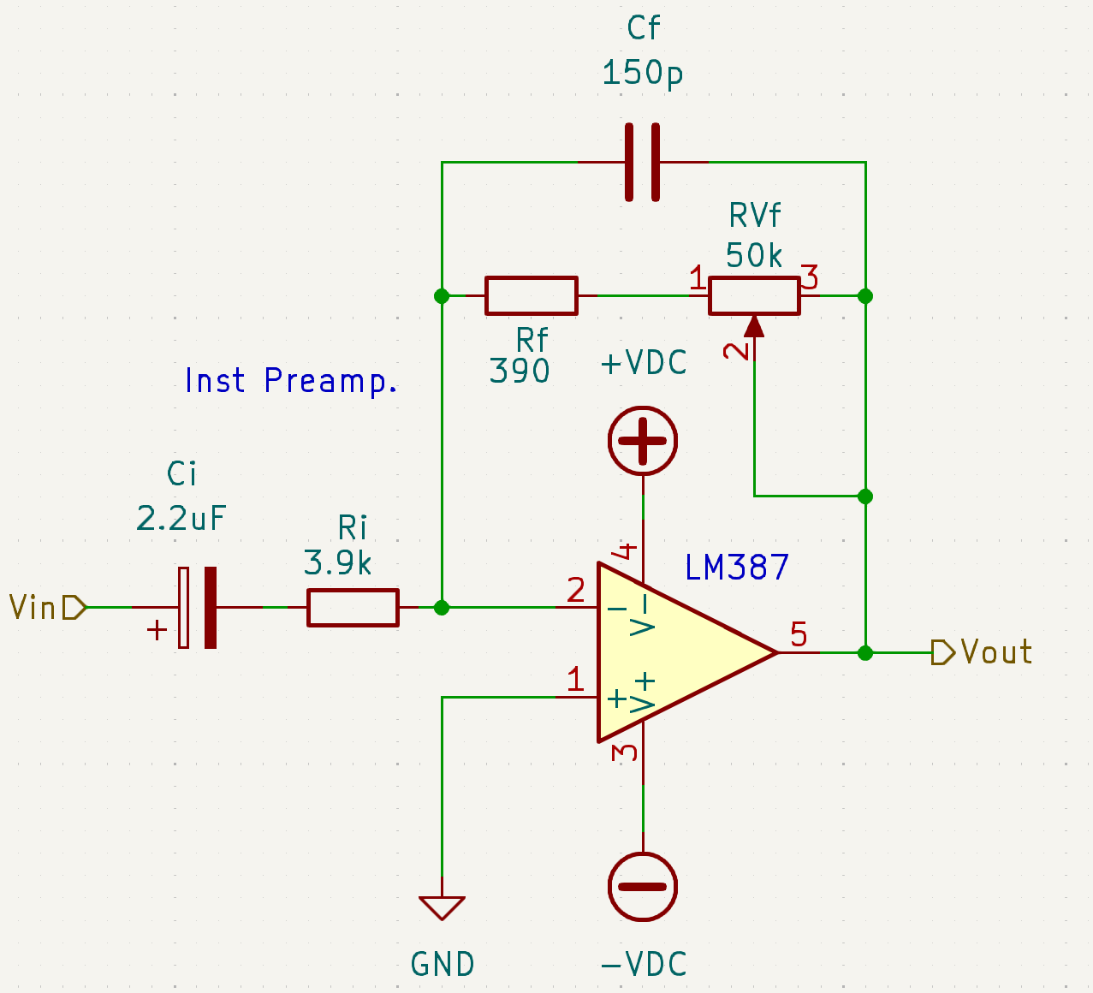 Cf
150p
RVf
50k
1
3
2
Rf
390
+VDC
Inst Preamp.
Ci
2.2uF
Ri
3.9k
4
LM387
Vin
+
2
−
V−
5
Vout
1
+
V+
3
GND
−VDC